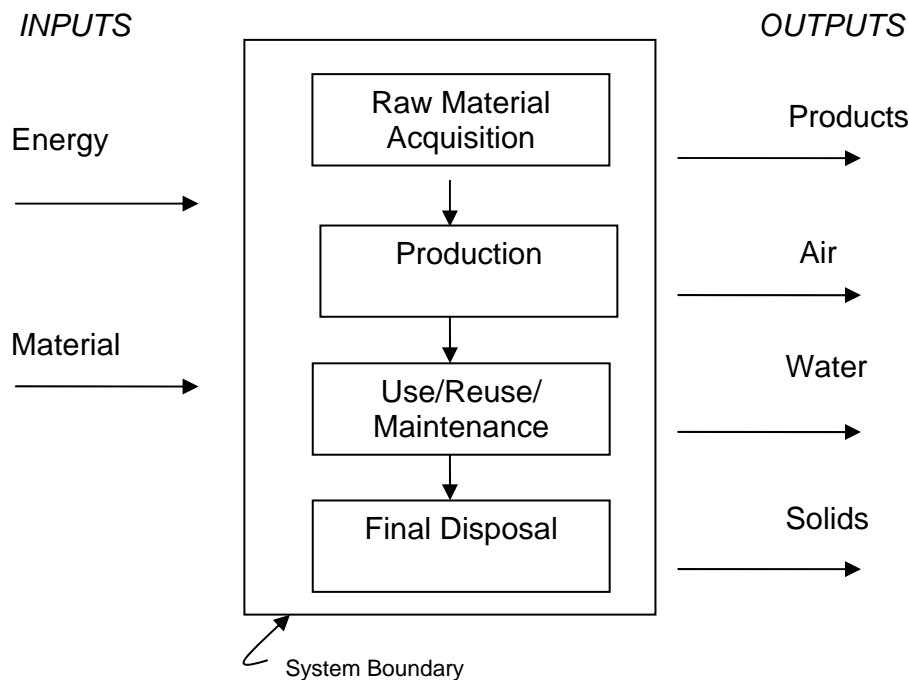 INPUTS
OUTPUTS
Raw Material
Acquisition
Energy
Products
Production
Air
Material
Use/Reuse/
Maintenance
Water
Final Disposal
Solids
System Boundary